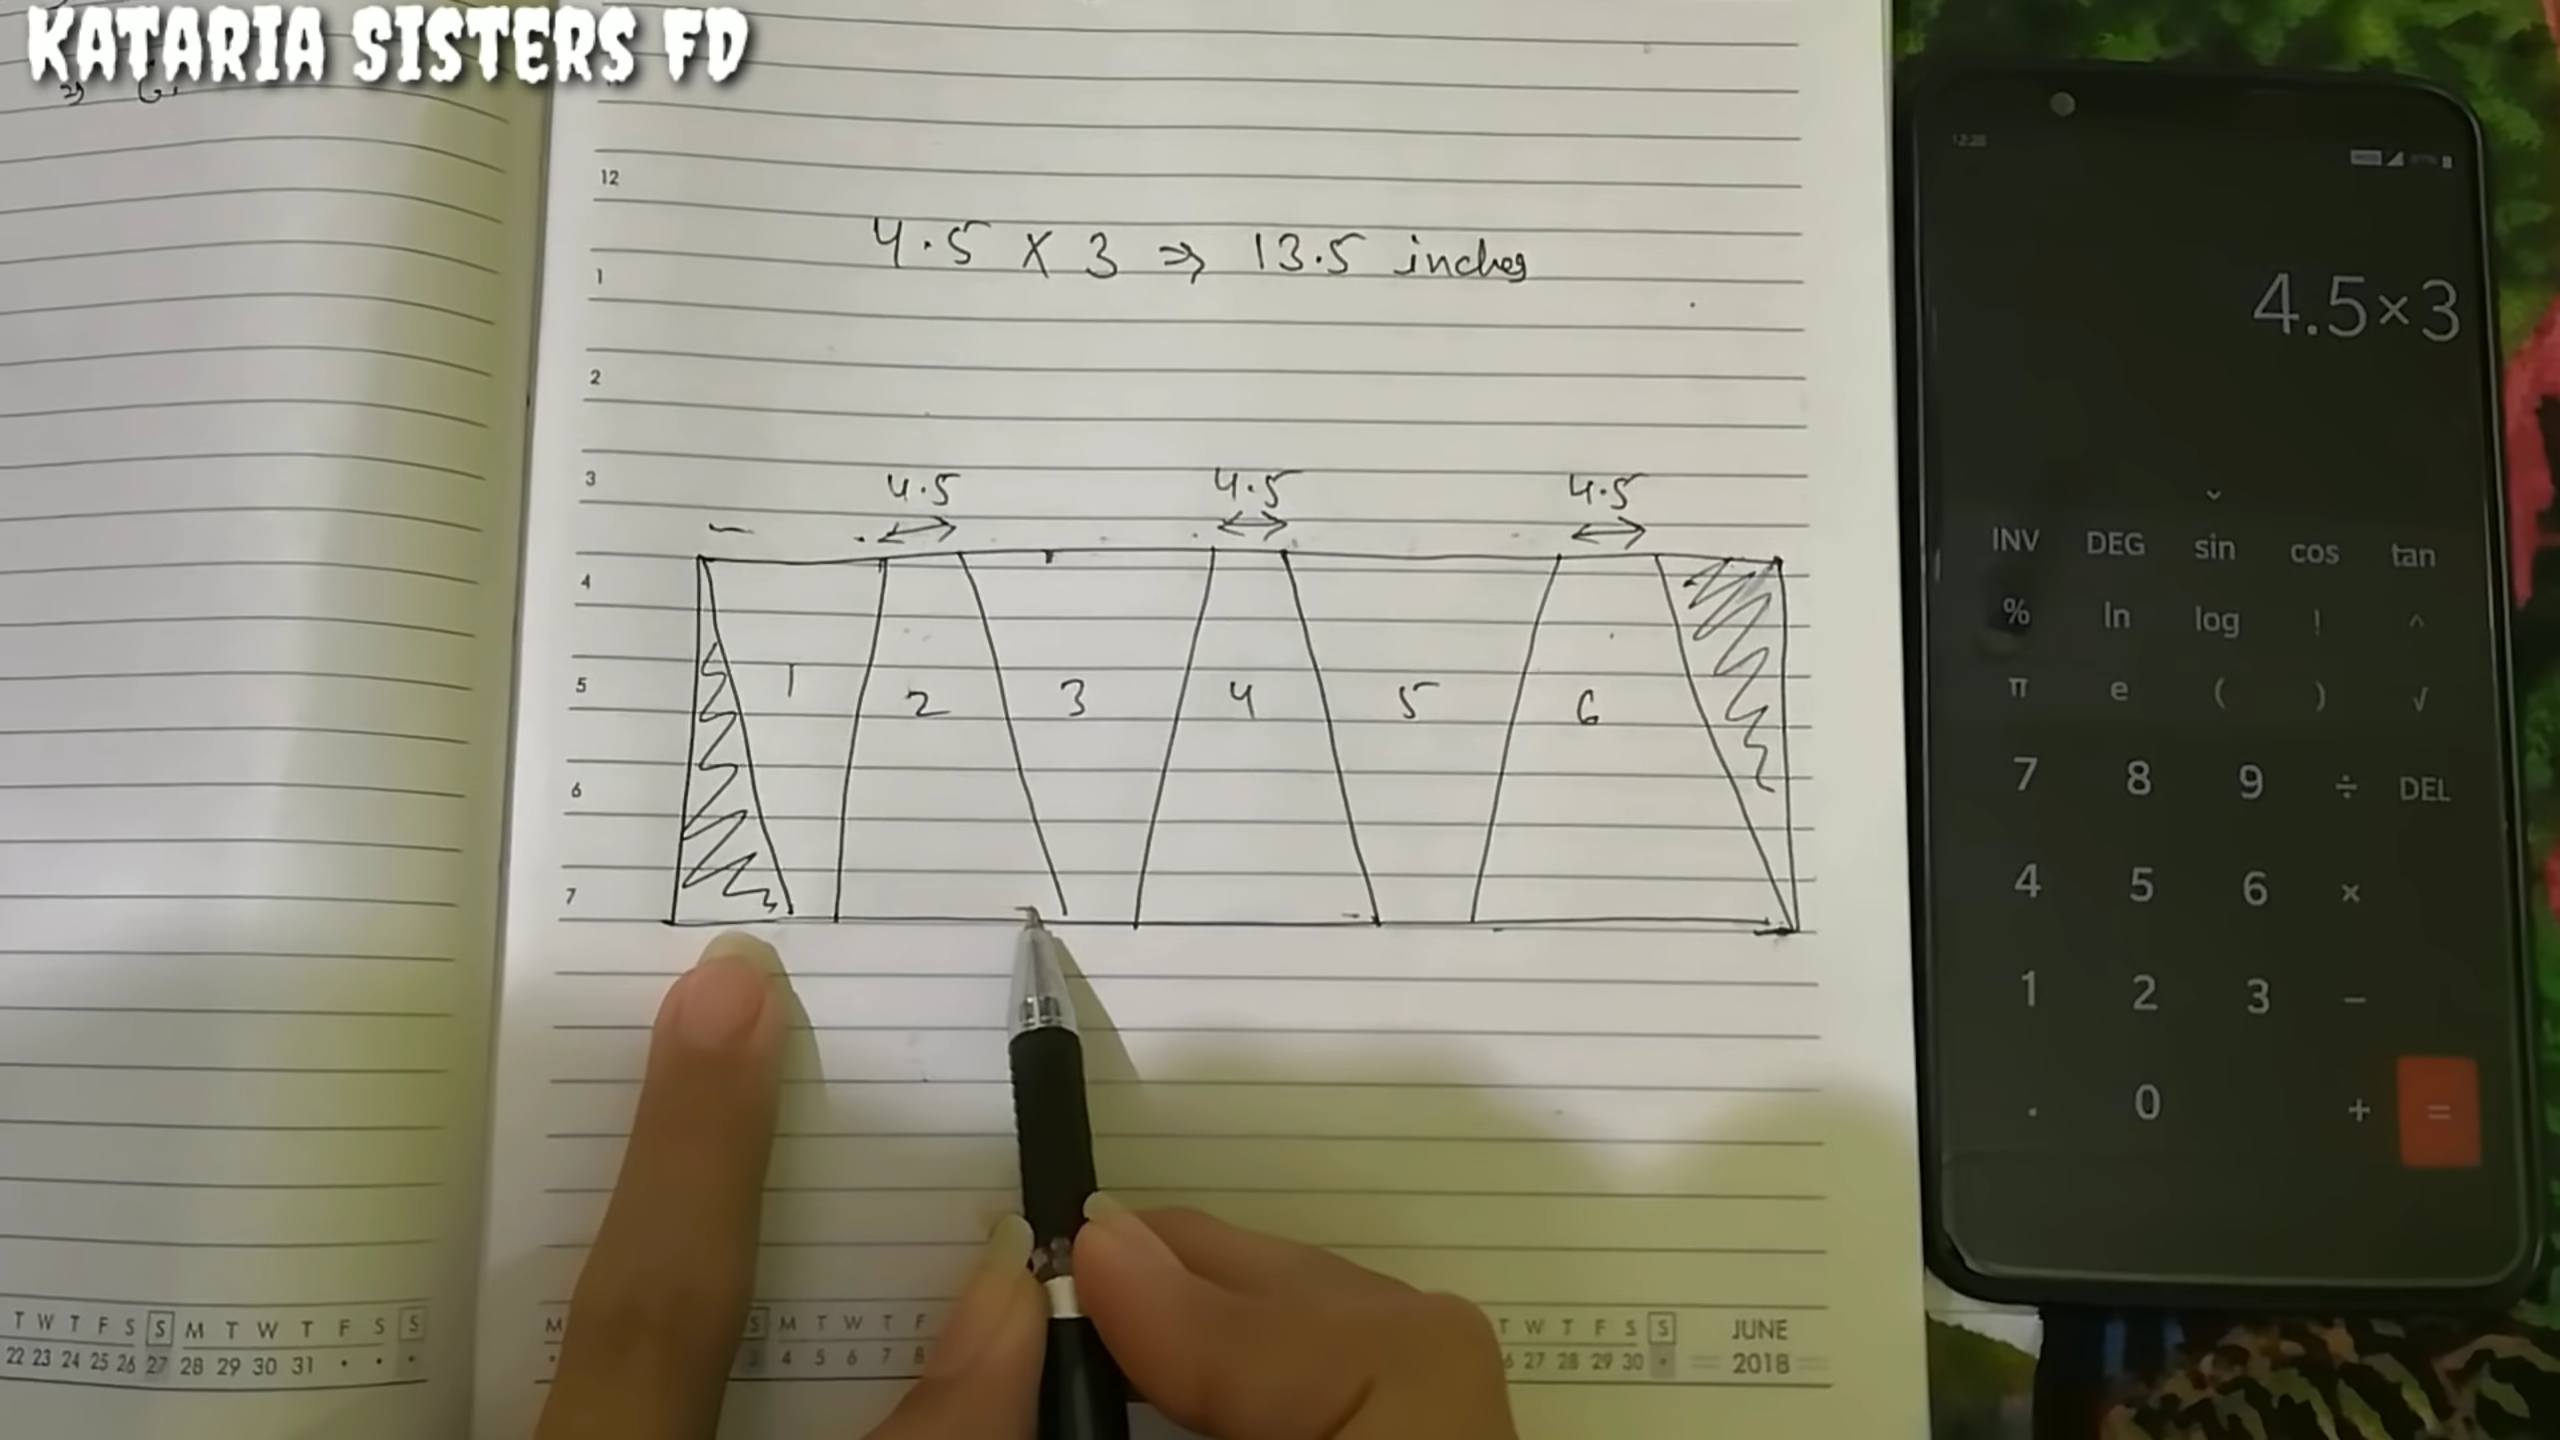 KATARIA SISTERS FD
12
4.5 X 3 ⇒ 13.5 inches
1
2
3
4.5 4.5 4.5
4
5
1 2 3 4 5 6
6
7
T W T F S S M T W T F S S
22 23 24 25 26 27 28 29 30 31
M S M T W T F T W T F S S JUNE
3 4 5 6 7 8 27 28 29 30 2018
12:20
4.5×3
INV DEG sin cos tan
% ln log ! ^
π e ( ) √
7 8 9 ÷ DEL
4 5 6 ×
1 2 3 −
. 0 + =